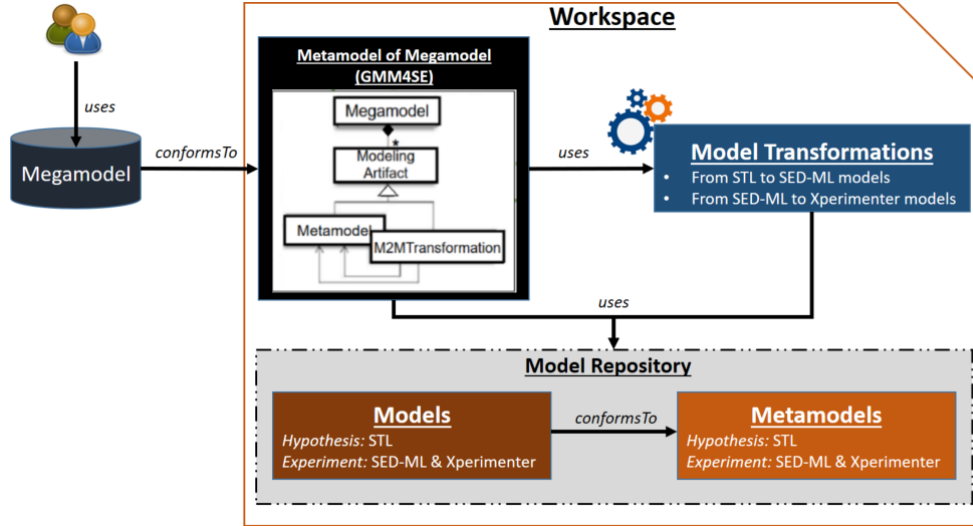 Workspace
Metamodel of Megamodel
(GMM4SE)
Megamodel
*
Modeling
Artifact
Metamodel
M2MTransformation
uses
Megamodel
conformsTo
uses
Model Transformations
• From STL to SED-ML models
• From SED-ML to Xperimenter models
uses
Model Repository
Models
Hypothesis: STL
Experiment: SED-ML & Xperimenter
conformsTo
Metamodels
Hypothesis: STL
Experiment: SED-ML & Xperimenter